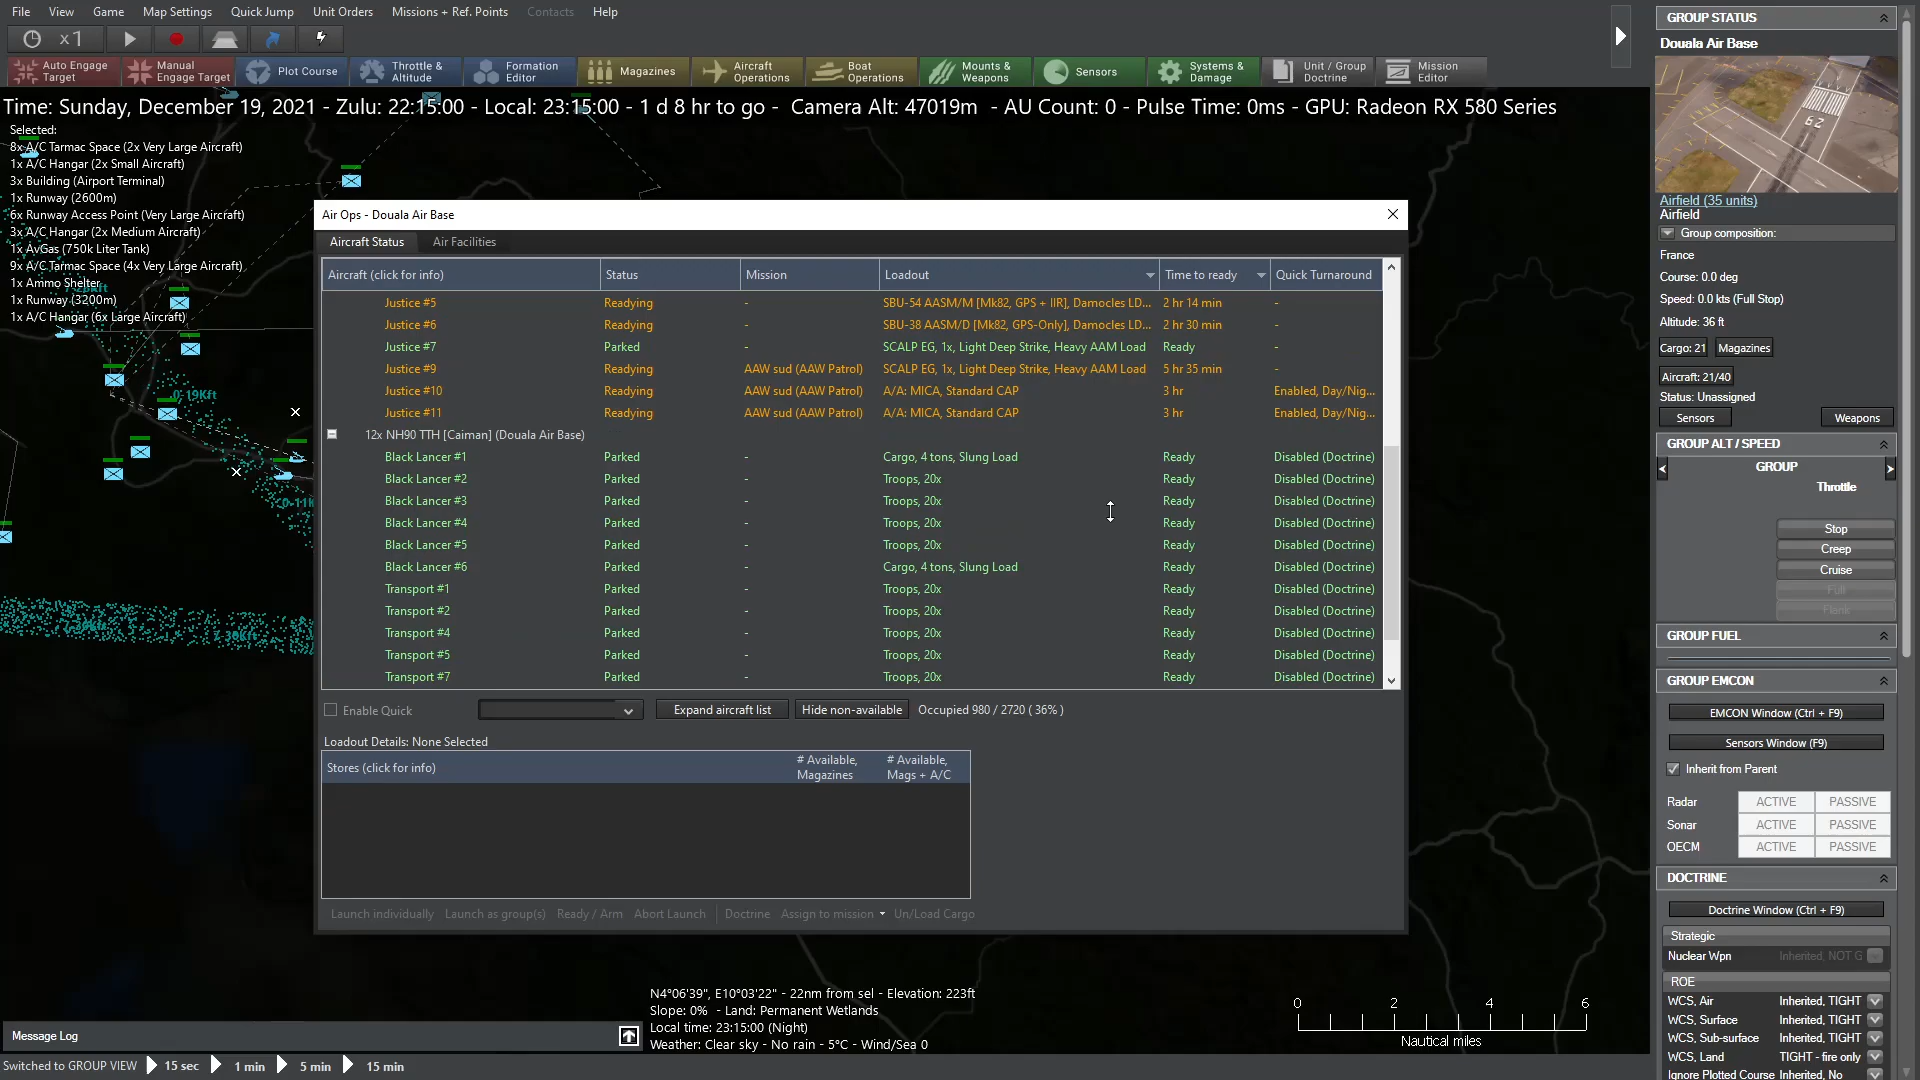 File View Game Map Settings Quick Jump Unit Orders Missions + Ref. Points Contacts Help
x1
Auto Engage Target
Manual Engage Target
Plot Course
Throttle & Altitude
Formation Editor
Magazines
Aircraft Operations
Boat Operations
Mounts & Weapons
Sensors
Systems & Damage
Unit / Group Doctrine
Mission Editor
Time: Sunday, December 19, 2021 - Zulu: 22:15:00 - Local: 23:15:00 - 1 d 8 hr to go - Camera Alt: 47019m - AU Count: 0 - Pulse Time: 0ms - GPU: Radeon RX 580 Series
Selected:
8x A/C Tarmac Space (2x Very Large Aircraft)
1x A/C Hangar (2x Small Aircraft)
3x Building (Airport Terminal)
1x Runway (2600m)
6x Runway Access Point (Very Large Aircraft)
3x A/C Hangar (2x Medium Aircraft)
1x AvGas (750k Liter Tank)
9x A/C Tarmac Space (4x Very Large Aircraft)
1x Ammo Shelter
1x Runway (3200m)
1x A/C Hangar (6x Large Aircraft)
0-19Kft
Air Ops - Douala Air Base
Aircraft Status Air Facilities
Aircraft (click for info) Status Mission Loadout Time to ready Quick Turnaround
Justice #5 Readying - SBU-54 AASM/M [Mk82, GPS + IIR], Damocles LD... 2 hr 14 min -
Justice #6 Readying - SBU-38 AASM/D [Mk82, GPS-Only], Damocles LD... 2 hr 30 min -
Justice #7 Parked - SCALP EG, 1x, Light Deep Strike, Heavy AAM Load Ready -
Justice #9 Readying AAW sud (AAW Patrol) SCALP EG, 1x, Light Deep Strike, Heavy AAM Load 5 hr 35 min -
Justice #10 Readying AAW sud (AAW Patrol) A/A: MICA, Standard CAP 3 hr Enabled, Day/Nig...
Justice #11 Readying AAW sud (AAW Patrol) A/A: MICA, Standard CAP 3 hr Enabled, Day/Nig...
12x NH90 TTH [Caiman] (Douala Air Base)
Black Lancer #1 Parked - Cargo, 4 tons, Slung Load Ready Disabled (Doctrine)
Black Lancer #2 Parked - Troops, 20x Ready Disabled (Doctrine)
Black Lancer #3 Parked - Troops, 20x Ready Disabled (Doctrine)
Black Lancer #4 Parked - Troops, 20x Ready Disabled (Doctrine)
Black Lancer #5 Parked - Troops, 20x Ready Disabled (Doctrine)
Black Lancer #6 Parked - Cargo, 4 tons, Slung Load Ready Disabled (Doctrine)
Transport #1 Parked - Troops, 20x Ready Disabled (Doctrine)
Transport #2 Parked - Troops, 20x Ready Disabled (Doctrine)
Transport #4 Parked - Troops, 20x Ready Disabled (Doctrine)
Transport #5 Parked - Troops, 20x Ready Disabled (Doctrine)
Transport #7 Parked - Troops, 20x Ready Disabled (Doctrine)
Enable Quick Expand aircraft list Hide non-available Occupied 980 / 2720 ( 36% )
Loadout Details: None Selected
Stores (click for info) # Available, Magazines # Available, Mags + A/C
Launch individually Launch as group(s) Ready / Arm Abort Launch Doctrine Assign to mission Un/Load Cargo
N4°06'39", E10°03'22" - 22nm from sel - Elevation: 223ft
Slope: 0% - Land: Permanent Wetlands
Local time: 23:15:00 (Night)
Weather: Clear sky - No rain - 5°C - Wind/Sea 0
0 2 4 6
Nautical miles
Message Log
Switched to GROUP VIEW 15 sec 1 min 5 min 15 min
GROUP STATUS
Douala Air Base
29
Airfield (35 units)
Airfield
Group composition:
France
Course: 0.0 deg
Speed: 0.0 kts (Full Stop)
Altitude: 36 ft
Cargo: 21 Magazines
Aircraft: 21/40
Status: Unassigned
Sensors Weapons
GROUP ALT / SPEED
GROUP
Throttle
Stop
Creep
Cruise
Full
Flank
GROUP FUEL
GROUP EMCON
EMCON Window (Ctrl + F9)
Sensors Window (F9)
Inherit from Parent
Radar ACTIVE PASSIVE
Sonar ACTIVE PASSIVE
OECM ACTIVE PASSIVE
DOCTRINE
Doctrine Window (Ctrl + F9)
Strategic
Nuclear Wpn Inherited, NOT G
ROE
WCS, Air Inherited, TIGHT
WCS, Surface Inherited, TIGHT
WCS, Sub-surface Inherited, TIGHT
WCS, Land TIGHT - fire only
Ignore Plotted Course Inherited, No